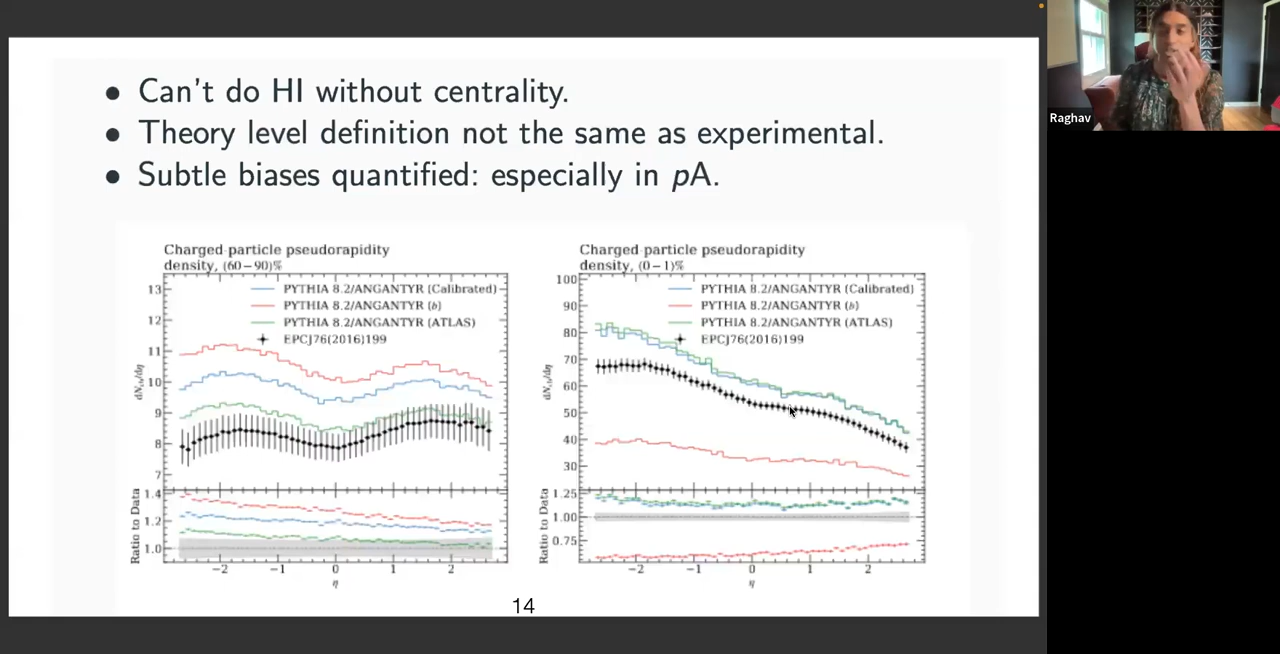 • Can't do HI without centrality.
• Theory level definition not the same as experimental.
• Subtle biases quantified: especially in pA.
Charged particle pseudorapidity
density, (60−90)%
PYTHIA 8.2/ANGANTYR (Calibrated)
PYTHIA 8.2/ANGANTYR (b)
PYTHIA 8.2/ANGANTYR (ATLAS)
EPCJ76(2016)199
13
12
11
10
9
8
7
dN_ch/dη
1.4
1.2
1.0
Ratio to Data
−2 −1 0 1 2
η
Charged particle pseudorapidity
density, (0−1)%
PYTHIA 8.2/ANGANTYR (Calibrated)
PYTHIA 8.2/ANGANTYR (b)
PYTHIA 8.2/ANGANTYR (ATLAS)
EPCJ76(2016)199
100
90
80
70
60
50
40
30
dN_ch/dη
1.25
1.00
0.75
Ratio to Data
−2 −1 0 1 2
η
14
Raghav